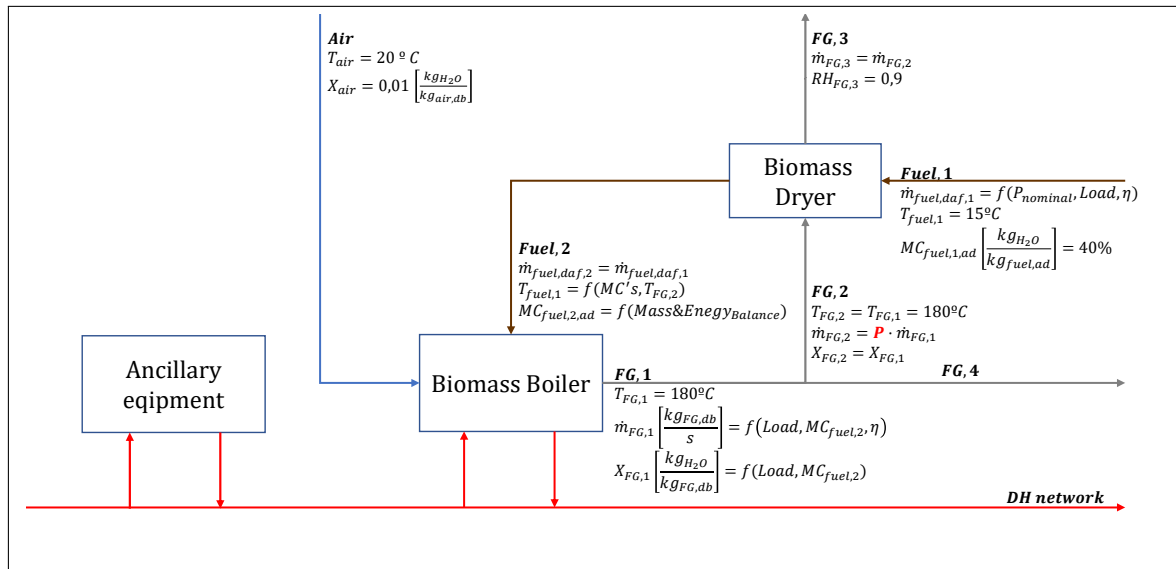 Air
T_air = 20 º C
X_air = 0,01 [kg_H₂O / kg_air,db]
FG, 3
ṁ_FG,3 = ṁ_FG,2
RH_FG,3 = 0,9
Biomass
Dryer
Fuel, 1
ṁ_fuel,daf,1 = f(P_nominal, Load, η)
T_fuel,1 = 15ºC
MC_fuel,1,ad [kg_H₂O / kg_fuel,ad] = 40%
Fuel, 2
ṁ_fuel,daf,2 = ṁ_fuel,daf,1
T_fuel,1 = f(MC's, T_FG,2)
MC_fuel,2,ad = f(Mass&Enegy_Balance)
FG, 2
T_FG,2 = T_FG,1 = 180ºC
ṁ_FG,2 = P · ṁ_FG,1
X_FG,2 = X_FG,1
Ancillary
eqipment
Biomass Boiler
FG, 1
T_FG,1 = 180ºC
ṁ_FG,1 [kg_FG,db / s] = f(Load, MC_fuel,2, η)
X_FG,1 [kg_H₂O / kg_FG,db] = f(Load, MC_fuel,2)
FG, 4
DH network